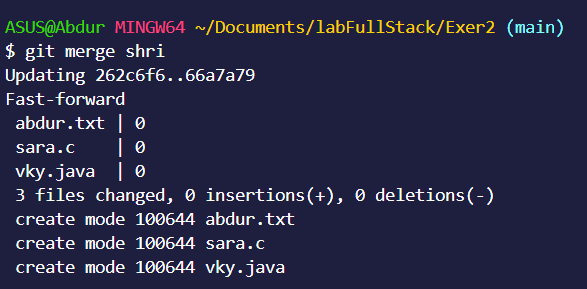 ASUS@Abdur MINGW64 ~/Documents/labFullStack/Exer2 (main)
$ git merge shri
Updating 262c6f6..66a7a79
Fast-forward
 abdur.txt | 0
 sara.c    | 0
 vky.java  | 0
 3 files changed, 0 insertions(+), 0 deletions(-)
 create mode 100644 abdur.txt
 create mode 100644 sara.c
 create mode 100644 vky.java